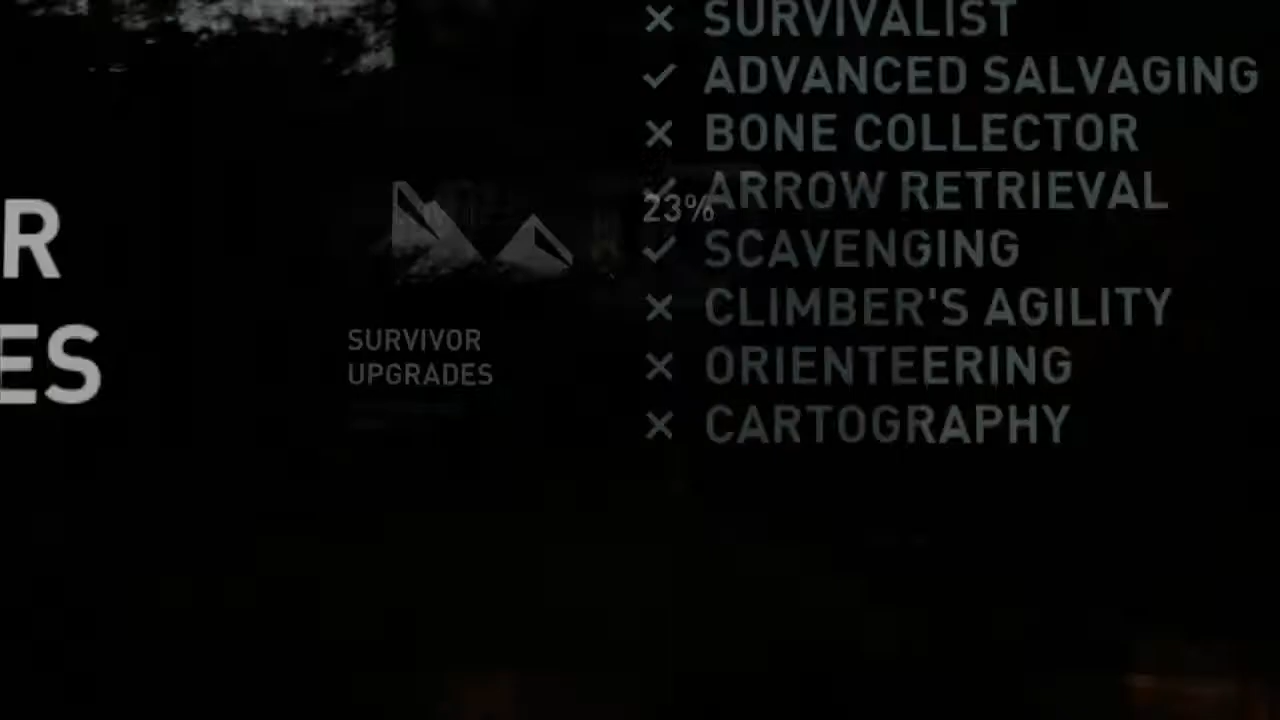 R
ES
SURVIVOR
UPGRADES
23%
× SURVIVALIST
✓ ADVANCED SALVAGING
× BONE COLLECTOR
✓ ARROW RETRIEVAL
✓ SCAVENGING
× CLIMBER'S AGILITY
× ORIENTEERING
× CARTOGRAPHY